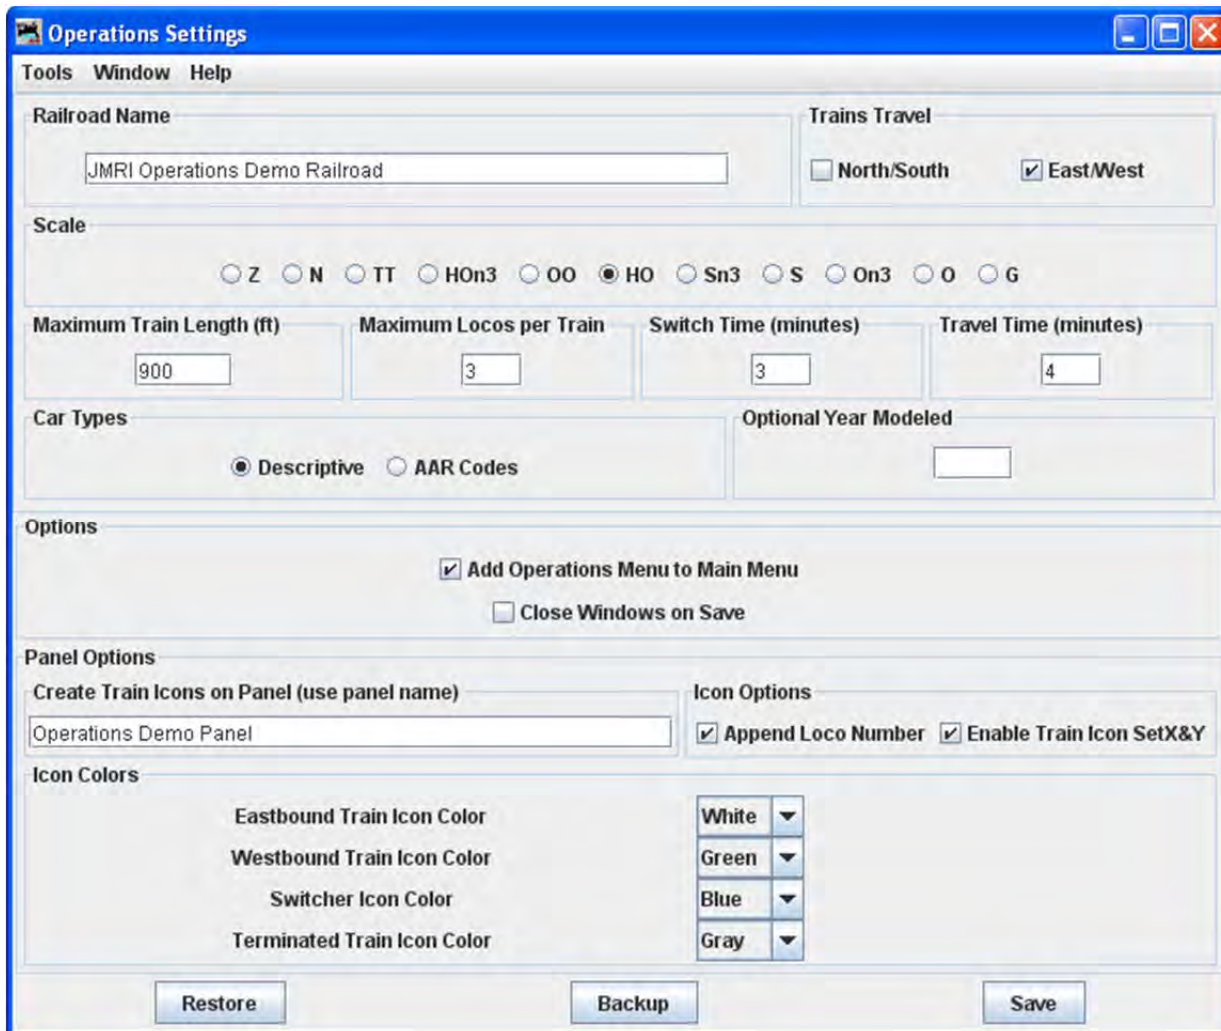 Operations Settings
Tools Window Help
Railroad Name Trains Travel
JMRI Operations Demo Railroad North/South East/West
Scale
Z N TT HOn3 OO HO Sn3 S On3 O G
Maximum Train Length (ft) Maximum Locos per Train Switch Time (minutes) Travel Time (minutes)
900 3 3 4
Car Types Optional Year Modeled
Descriptive AAR Codes
Options
Add Operations Menu to Main Menu
Close Windows on Save
Panel Options
Create Train Icons on Panel (use panel name) Icon Options
Operations Demo Panel Append Loco Number Enable Train Icon SetX&Y
Icon Colors
Eastbound Train Icon Color White
Westbound Train Icon Color Green
Switcher Icon Color Blue
Terminated Train Icon Color Gray
Restore Backup Save